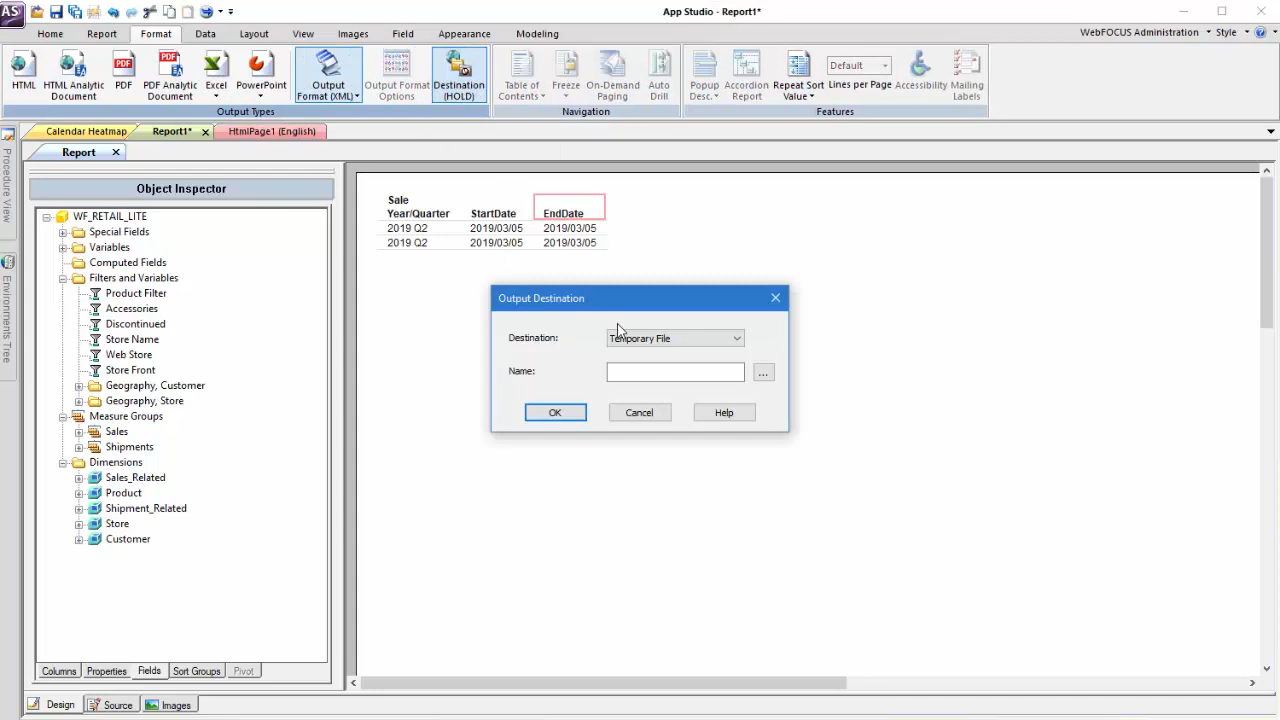 AS
App Studio - Report1*
Home Report Format Data Layout View Images Field Appearance Modeling
WebFOCUS Administration Style
HTML
HTML Analytic Document
PDF
PDF Analytic Document
Excel
PowerPoint
Output Format (XML)
Output Format Options
Destination (HOLD)
Table of Contents
Freeze
On-Demand Paging
Auto Drill
Popup Desc.
Accordion Report
Repeat Sort Value
Default
Lines per Page
Accessibility
Mailing Labels
Output Types
Navigation
Features
Calendar Heatmap Report1* HtmlPage1 (English)
Report
Procedure View
Environments Tree
Object Inspector
WF_RETAIL_LITE
Special Fields
Variables
Computed Fields
Filters and Variables
Product Filter
Accessories
Discontinued
Store Name
Web Store
Store Front
Geography, Customer
Geography, Store
Measure Groups
Sales
Shipments
Dimensions
Sales_Related
Product
Shipment_Related
Store
Customer
Columns Properties Fields Sort Groups Pivot
Sale
Year/Quarter StartDate EndDate
2019 Q2 2019/03/05 2019/03/05
2019 Q2 2019/03/05 2019/03/05
Output Destination
Destination: Temporary File
Name: ...
OK Cancel Help
Design Source Images